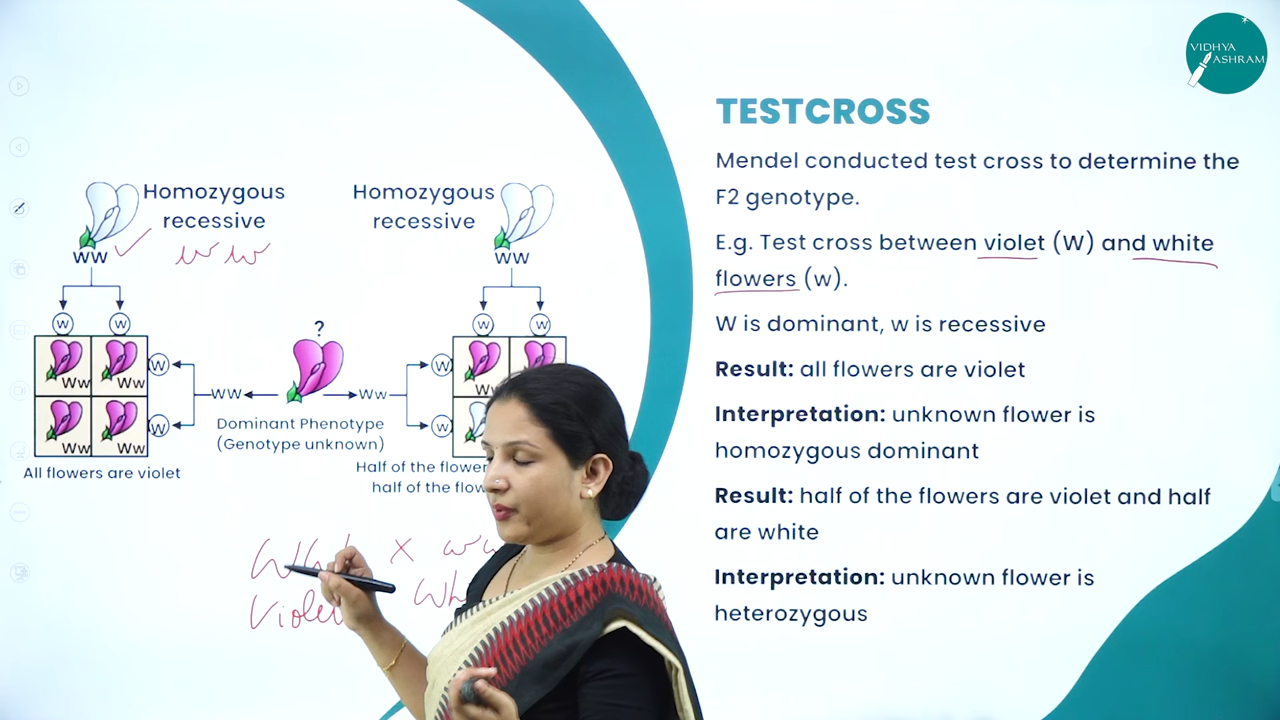 VIDHYA
ASHRAM
TESTCROSS
Mendel conducted test cross to determine the
F2 genotype.
E.g. Test cross between violet (W) and white
flowers (w).
W is dominant, w is recessive
Result: all flowers are violet
Interpretation: unknown flower is
homozygous dominant
Result: half of the flowers are violet and half
are white
Interpretation: unknown flower is
heterozygous
Homozygous
recessive
ww
w w
Homozygous
recessive
ww
w w
w w
?
Ww Ww W
WW
Ww
W
Ww Ww W
w
Dominant Phenotype
(Genotype unknown)
All flowers are violet
Half of the flower
half of the
x
Violet